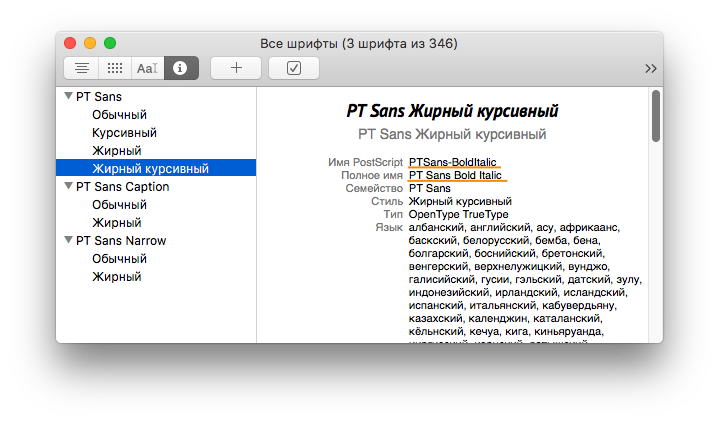 Все шрифты (3 шрифта из 346)
Aa
PT Sans
Обычный
Курсивный
Жирный
Жирный курсивный
PT Sans Caption
Обычный
Жирный
PT Sans Narrow
Обычный
Жирный
PT Sans Жирный курсивный
PT Sans Жирный курсивный
Имя PostScript PTSans-BoldItalic
Полное имя PT Sans Bold Italic
Семейство PT Sans
Стиль Жирный курсивный
Тип OpenType TrueType
Язык албанский, английский, асу, африкаанс,
баскский, белорусский, бемба, бена,
болгарский, боснийский, бретонский,
венгерский, верхнелужицкий, вунджо,
галисийский, гусии, гэльский, датский, зулу,
индонезийский, ирландский, исландский,
испанский, итальянский, кабувердьяну,
казахский, календжин, каталанский,
кёльнский, кечуа, кига, киньяруанда,